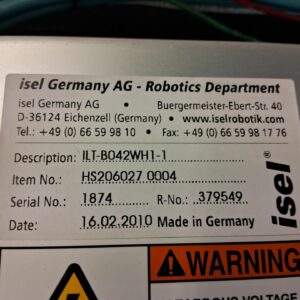 isel Germany AG - Robotics Department
isel Germany AG • Buergermeister-Ebert-Str. 40
D-36124 Eichenzell (GERMANY) • www.iselrobotik.com
Tel.: +49 (0) 66 59 98 10 • Fax: +49 (0) 66 59 98 17 76
Description: ILT-B042WH1-1
Item No.: HS206027 0004
Serial No.: 1874 R-No.: 379549
Date: 16.02.2010 Made in Germany
isel
WARNING
HAZARDOUS VOLTAGE